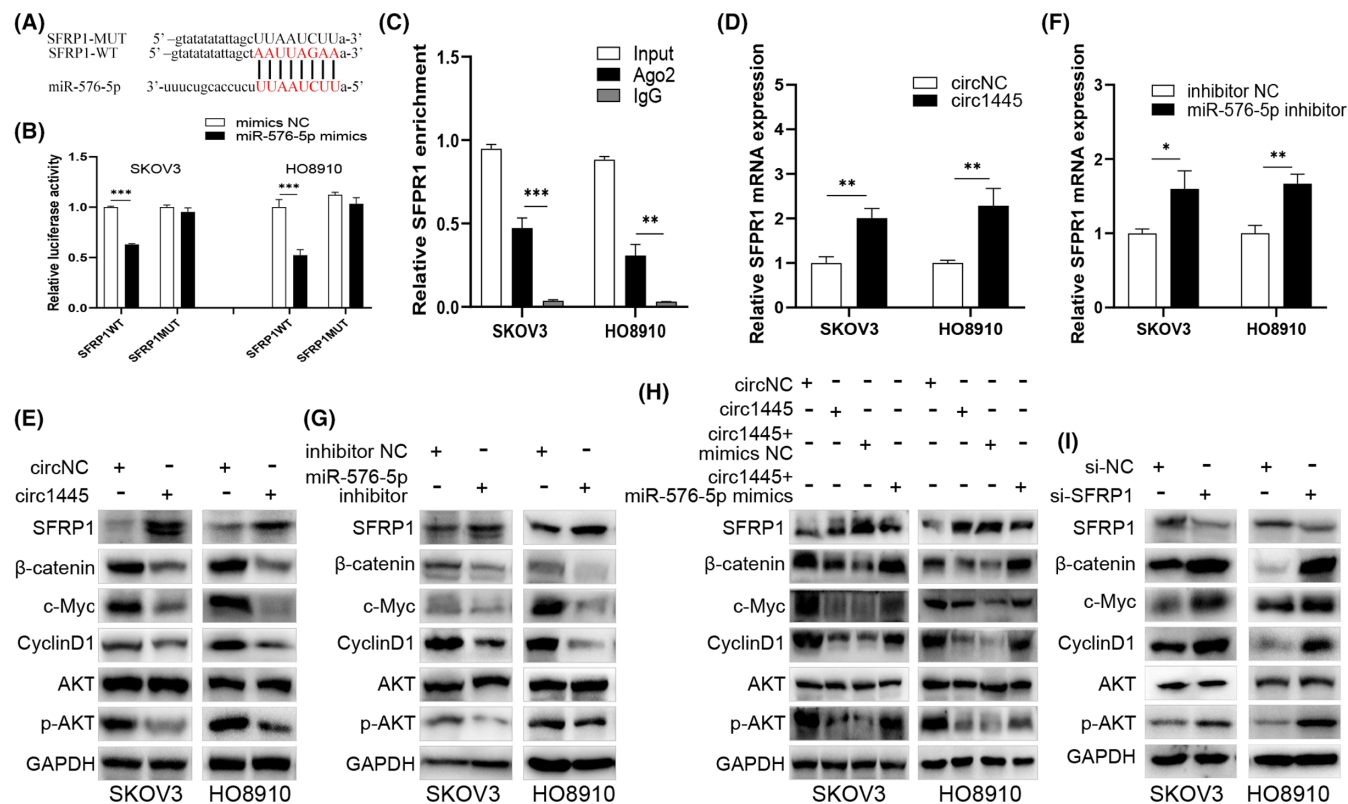 (A)
SFRP1-MUT 5’ –gtatatatattagcUUAAUCUUa-3’
SFRP1-WT 5’ –gtatatatattagctAAUUAGAAa-3’
miR-576-5p 3’-uuucugcaccucuUUAAUCUUa-5’
(B)
mimics NC
miR-576-5p mimics
SKOV3 HO8910
Relative luciferase activity
1.5
1.0
0.5
0.0
*** ***
SFRP1WT SFRP1MUT SFRP1WT SFRP1MUT
(C)
Input
Ago2
IgG
Relative SFPR1 enrichment
1.5
1.0
0.5
0.0
*** **
SKOV3 HO8910
(D)
circNC
circ1445
Relative SFPR1 mRNA expression
5
4
3
2
1
0
** **
SKOV3 HO8910
(F)
inhibitor NC
miR-576-5p inhibitor
Relative SFPR1 mRNA expression
3
2
1
0
* **
SKOV3 HO8910
(E)
circNC + - + -
circ1445 - + - +
SFRP1
β-catenin
c-Myc
CyclinD1
AKT
p-AKT
GAPDH
SKOV3 HO8910
(G)
inhibitor NC + - + -
miR-576-5p
inhibitor - + - +
SFRP1
β-catenin
c-Myc
CyclinD1
AKT
p-AKT
GAPDH
SKOV3 HO8910
(H)
circNC + - - - + - - -
circ1445 - + - - - + - -
circ1445+
mimics NC - - + - - - + -
circ1445+
miR-576-5p mimics - - - + - - - +
SFRP1
β-catenin
c-Myc
CyclinD1
AKT
p-AKT
GAPDH
SKOV3 HO8910
(I)
si-NC + - + -
si-SFRP1 - + - +
SFRP1
β-catenin
c-Myc
CyclinD1
AKT
p-AKT
GAPDH
SKOV3 HO8910